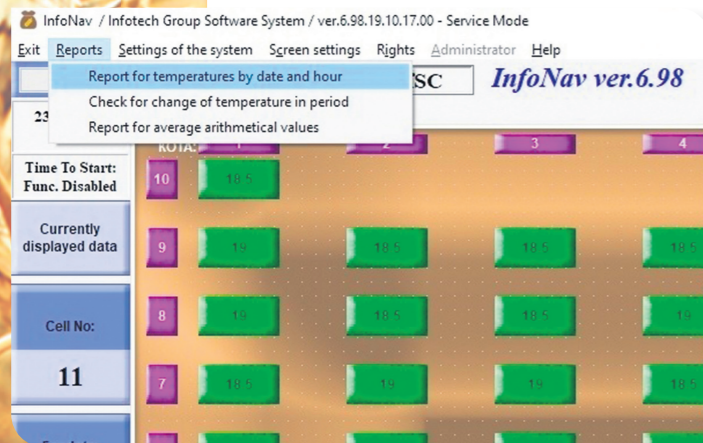 InfoNav / Infotech Group Software System / ver.6.98.19.10.17.00 - Service Mode
Exit Reports Settings of the system Screen settings Rights Administrator Help
Report for temperatures by date and hour
Check for change of temperature in period
Report for average arithmetical values
SC
InfoNav ver.6.98
23
KOTA: 1 2 3 4
Time To Start:
Func. Disabled
10 18 5
Currently
displayed data
9 19 18 5 18 5 18 5
Cell No:
8 19 18 5 18 5 19
11
7 18 5 19 19 18 5